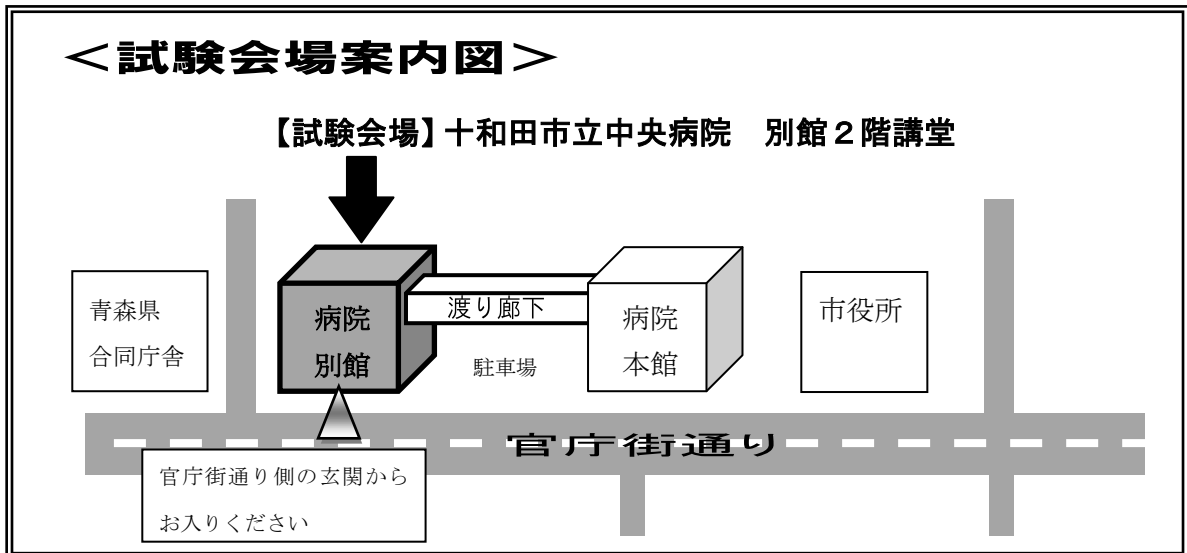 ＜試験会場案内図＞
【試験会場】十和田市立中央病院　別館２階講堂
青森県
合同庁舎
病院
別館
渡り廊下
駐車場
病院
本館
市役所
官庁街通り
官庁街通り側の玄関から
お入りください